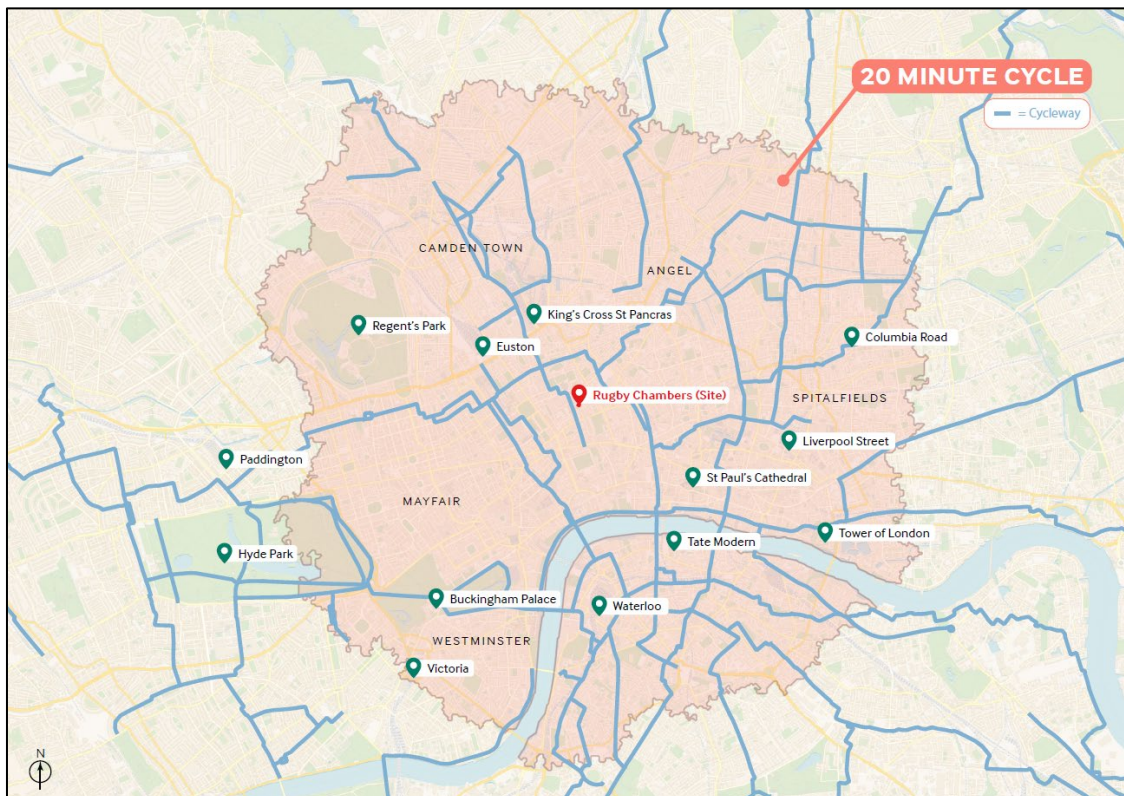 20 MINUTE CYCLE
= Cycleway
CAMDEN TOWN
ANGEL
King's Cross St Pancras
Regent's Park
Columbia Road
Euston
Rugby Chambers (Site)
SPITALFIELDS
Liverpool Street
Paddington
St Paul's Cathedral
MAYFAIR
Tower of London
Tate Modern
Hyde Park
Buckingham Palace
Waterloo
WESTMINSTER
Victoria
N